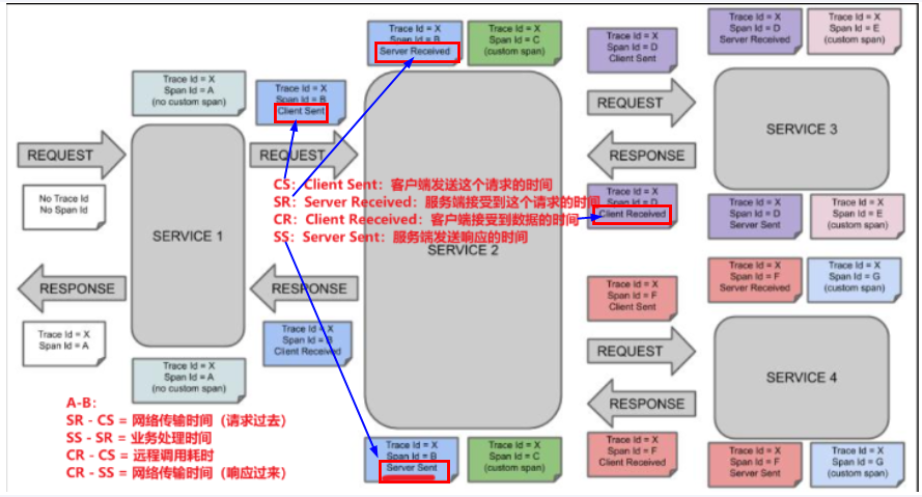 Trace Id = X
Span Id = A
(no custom span)
Trace Id = X
Span Id = B
Client Sent
Trace Id = X
Span Id = B
Server Received
Trace Id = X
Span Id = C
(custom span)
Trace Id = X
Span Id = D
Client Sent
Trace Id = X
Span Id = D
Server Received
Trace Id = X
Span Id = E
(custom span)
REQUEST
REQUEST
REQUEST
No Trace Id
No Span Id
SERVICE 1
SERVICE 2
SERVICE 3
RESPONSE
CS：Client Sent：客户端发送这个请求的时间
SR：Server Received：服务端接受到这个请求的时间
CR：Client Reeceived：客户端接受到数据的时间
SS：Server Sent：服务端发送响应的时间
Trace Id = X
Span Id = D
Client Received
Trace Id = X
Span Id = D
Server Sent
Trace Id = X
Span Id = E
(custom span)
RESPONSE
RESPONSE
Trace Id = X
Span Id = A
Trace Id = X
Span Id = A
(no custom span)
Trace Id = X
Span Id = B
Client Received
Trace Id = X
Span Id = F
Client Sent
Trace Id = X
Span Id = F
Server Received
Trace Id = X
Span Id = G
(custom span)
REQUEST
SERVICE 4
RESPONSE
A-B：
SR - CS = 网络传输时间（请求过去）
SS - SR = 业务处理时间
CR - CS = 远程调用耗时
CR - SS = 网络传输时间（响应过来）
Trace Id = X
Span Id = B
Server Sent
Trace Id = X
Span Id = C
(custom span)
Trace Id = X
Span Id = F
Client Received
Trace Id = X
Span Id = F
Server Sent
Trace Id = X
Span Id = G
(custom span)